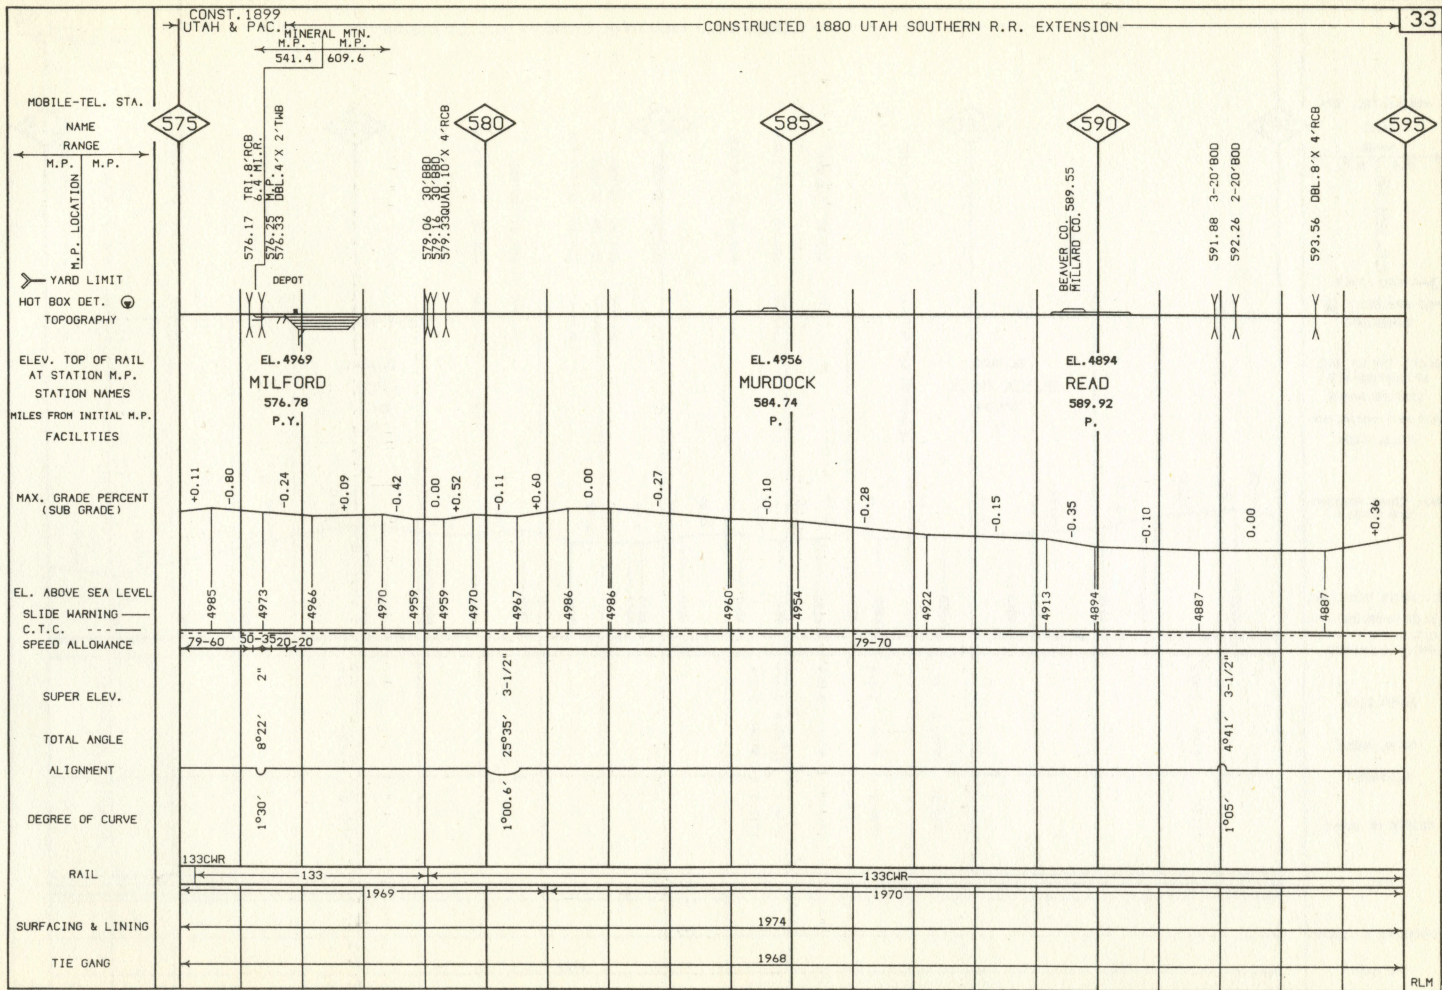 33
CONST. 1899
UTAH & PAC.
CONSTRUCTED 1880 UTAH SOUTHERN R.R. EXTENSION
MINERAL MTN.
M.P. M.P.
541.4 609.6
MOBILE-TEL. STA.
NAME
RANGE
M.P. M.P.
M.P. LOCATION
575
580
585
590
595
576.17 TRI.8'RCB
6.4 MI.R.
576.25 M.P.
576.33 DBL.4'X 2'TWB
579.06 30'BBD
579.16 30'BBD
579.33QUAD.10'X 4'RCB
BEAVER CO.
MILLARD CO. 589.55
591.88 3-20'BOD
592.26 2-20'BOD
593.56 DBL.8'X 4'RCB
YARD LIMIT
DEPOT
HOT BOX DET.
TOPOGRAPHY
ELEV. TOP OF RAIL
AT STATION M.P.
EL.4969
EL.4956
EL.4894
STATION NAMES
MILFORD
MURDOCK
READ
MILES FROM INITIAL M.P.
576.78
584.74
589.92
FACILITIES
P.Y.
P.
P.
MAX. GRADE PERCENT
(SUB GRADE)
+0.11
-0.80
-0.24
+0.09
-0.42
0.00
+0.52
-0.11
+0.60
0.00
-0.27
-0.10
-0.28
-0.15
-0.35
-0.10
0.00
+0.36
EL. ABOVE SEA LEVEL
4985
4973
4966
4970
4959
4959
4970
4967
4986
4986
4960
4954
4922
4913
4894
4887
4887
SLIDE WARNING
C.T.C.
SPEED ALLOWANCE
79-60
50-35
20-20
79-70
SUPER ELEV.
2"
3-1/2"
3-1/2"
TOTAL ANGLE
8°22'
25°35'
4°41'
ALIGNMENT
DEGREE OF CURVE
1°30'
1°00.6'
1°05'
RAIL
133CWR
133
133CWR
1969
1970
SURFACING & LINING
1974
TIE GANG
1968
RLM